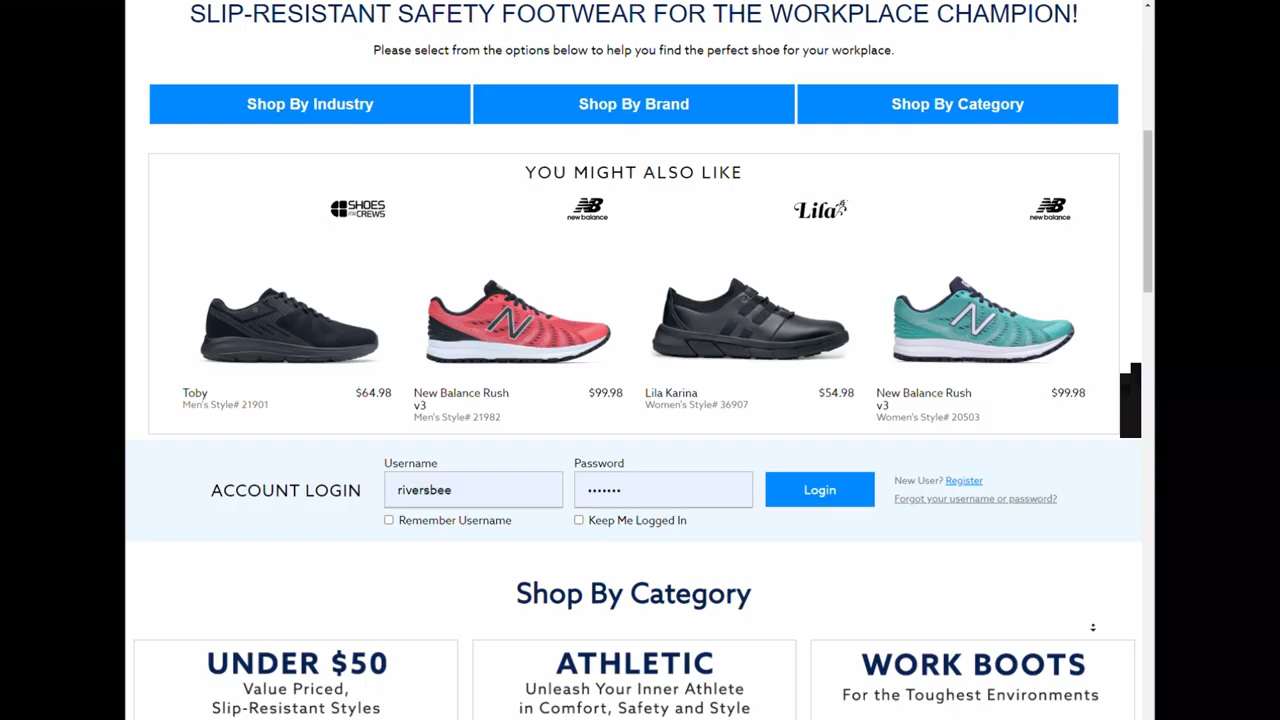 SLIP-RESISTANT SAFETY FOOTWEAR FOR THE WORKPLACE CHAMPION!
Please select from the options below to help you find the perfect shoe for your workplace.
Shop By Industry
Shop By Brand
Shop By Category
YOU MIGHT ALSO LIKE
SHOES FOR CREWS
NB new balance
Lila
NB new balance
Toby $64.98
Men's Style# 21901
New Balance Rush v3 $99.98
Men's Style# 21982
Lila Karina $54.98
Women's Style# 36907
New Balance Rush v3 $99.98
Women's Style# 20503
ACCOUNT LOGIN
Username
riversbee
Remember Username
Password
•••••••
Keep Me Logged In
Login
New User? Register
Forgot your username or password?
Shop By Category
UNDER $50
Value Priced,
Slip-Resistant Styles
ATHLETIC
Unleash Your Inner Athlete
in Comfort, Safety and Style
WORK BOOTS
For the Toughest Environments